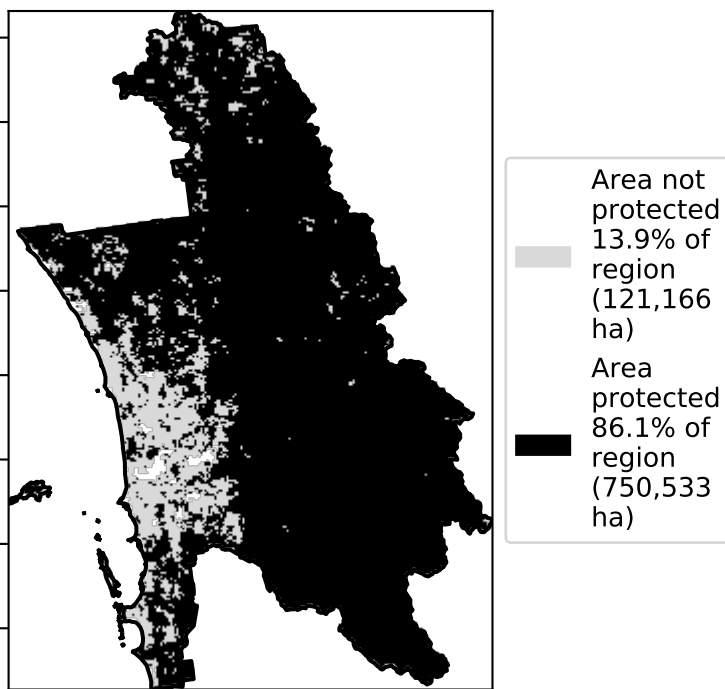 Area not
protected
13.9% of
region
(121,166
ha)
Area
protected
86.1% of
region
(750,533
ha)